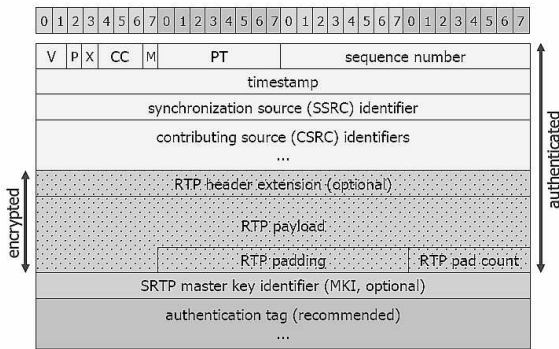 0 1 2 3 4 5 6 7 0 1 2 3 4 5 6 7 0 1 2 3 4 5 6 7 0 1 2 3 4 5 6 7
V P X CC M PT sequence number
timestamp
synchronization source (SSRC) identifier
contributing source (CSRC) identifiers
...
RTP header extension (optional)
RTP payload
RTP padding RTP pad count
SRTP master key identifier (MKI, optional)
authentication tag (recommended)
...
encrypted
authenticated